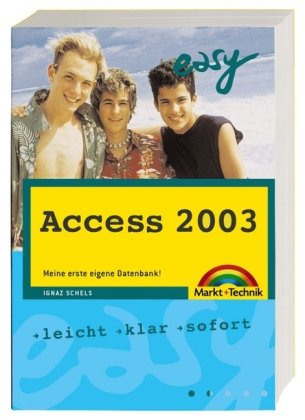 easy
Access 2003
Meine erste eigene Datenbank!
IGNAZ SCHELS
Markt+Technik
→leicht →klar →sofort
easy